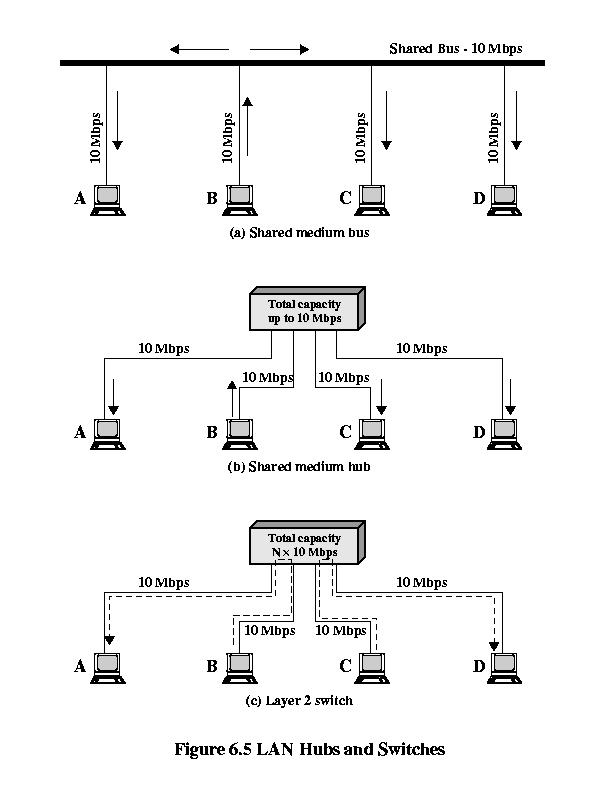 Shared Bus - 10 Mbps
10 Mbps
10 Mbps
10 Mbps
10 Mbps
A
B
C
D
(a) Shared medium bus
Total capacity
up to 10 Mbps
10 Mbps
10 Mbps
10 Mbps
10 Mbps
A
B
C
D
(b) Shared medium hub
Total capacity
N × 10 Mbps
10 Mbps
10 Mbps
10 Mbps
10 Mbps
A
B
C
D
(c) Layer 2 switch
Figure 6.5 LAN Hubs and Switches